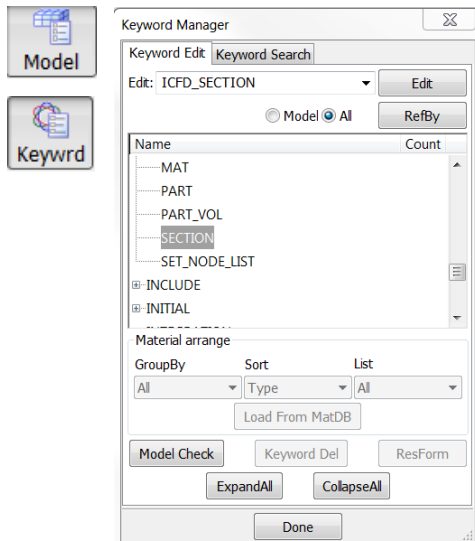 Model
Keywrd
Keyword Manager
Keyword Edit Keyword Search
Edit: ICFD_SECTION Edit
Model All RefBy
Name Count
MAT
PART
PART_VOL
SECTION
SET_NODE_LIST
INCLUDE
INITIAL
Material arrange
GroupBy Sort List
All Type All
Load From MatDB
Model Check Keyword Del ResForm
ExpandAll CollapseAll
Done